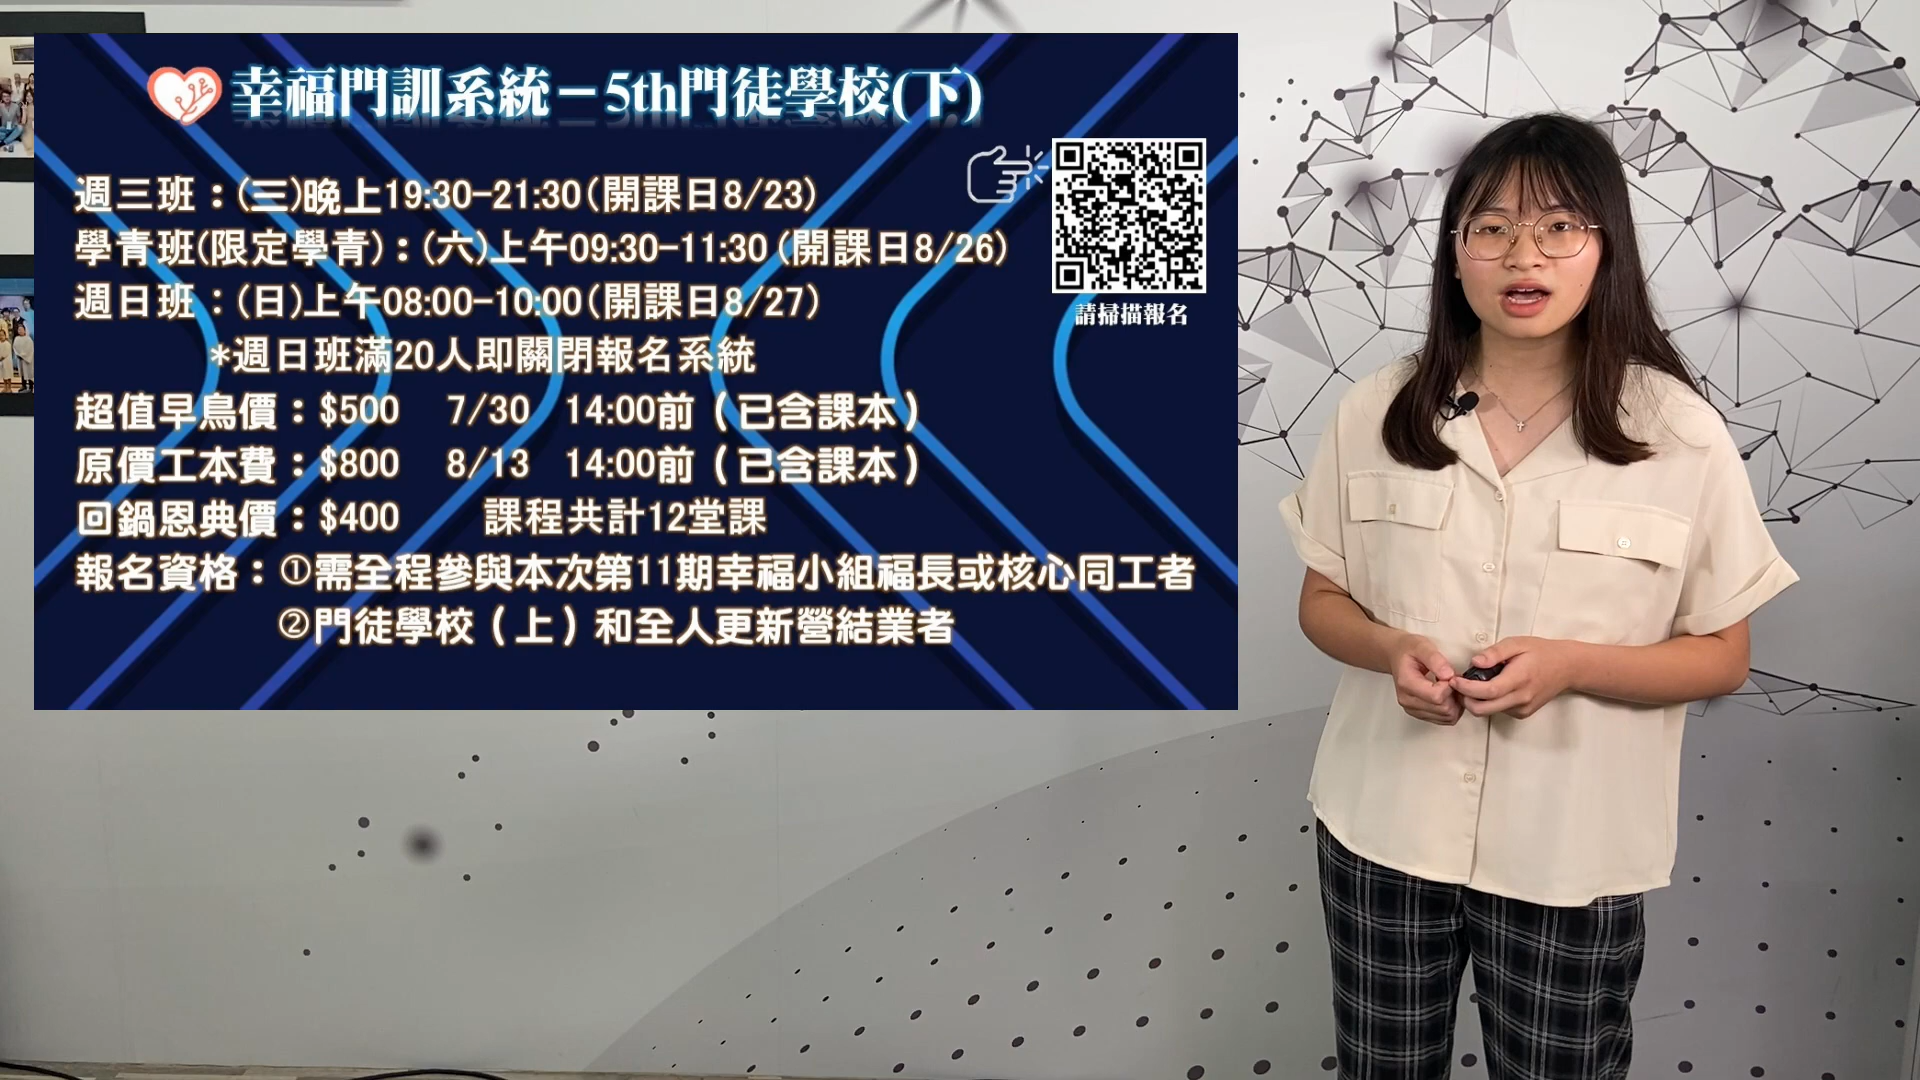 幸福門訓系統－5th門徒學校(下)
週三班：(三)晚上19:30-21:30(開課日8/23)
學青班(限定學青)：(六)上午09:30-11:30(開課日8/26)
週日班：(日)上午08:00-10:00(開課日8/27)
請掃描報名
*週日班滿20人即關閉報名系統
超值早鳥價：$500 7/30 14:00前（已含課本）
原價工本費：$800 8/13 14:00前（已含課本）
回鍋恩典價：$400 課程共計12堂課
報名資格：①需全程參與本次第11期幸福小組福長或核心同工者
②門徒學校（上）和全人更新營結業者